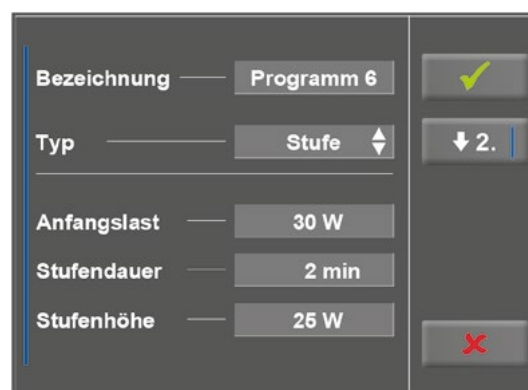 Bezeichnung Programm 6
Typ Stufe
Anfangslast 30 W
Stufendauer 2 min
Stufenhöhe 25 W
2.